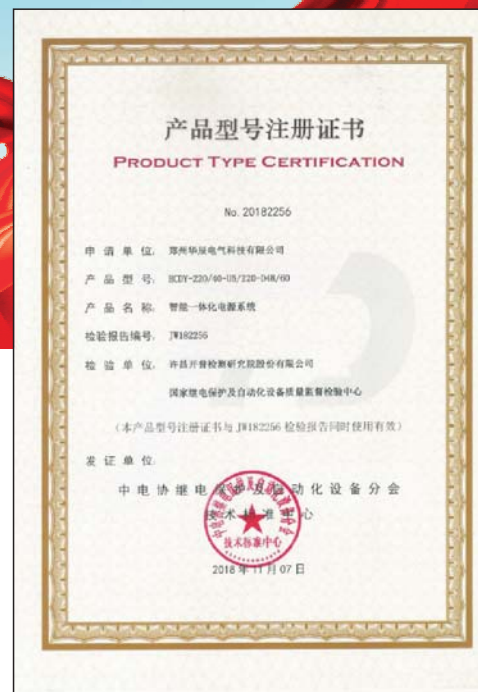 产品型号注册证书
PRODUCT TYPE CERTIFICATION
No. 20182256
申请单位: 郑州华辰电气科技有限公司
产品型号: HCDY-220/40-U5/220-D48/60
产品名称: 智能一体化电源系统
检验报告编号: JW182256
检验单位: 许昌开普检测研究院股份有限公司
国家继电保护及自动化设备质量监督检验中心
(本产品型号注册证书与 JW182256 检验报告同时使用有效)
发证单位:
中电协继电保护及自动化设备分会
技术标准中心
技术标准中心
2018 年 11 月 07 日